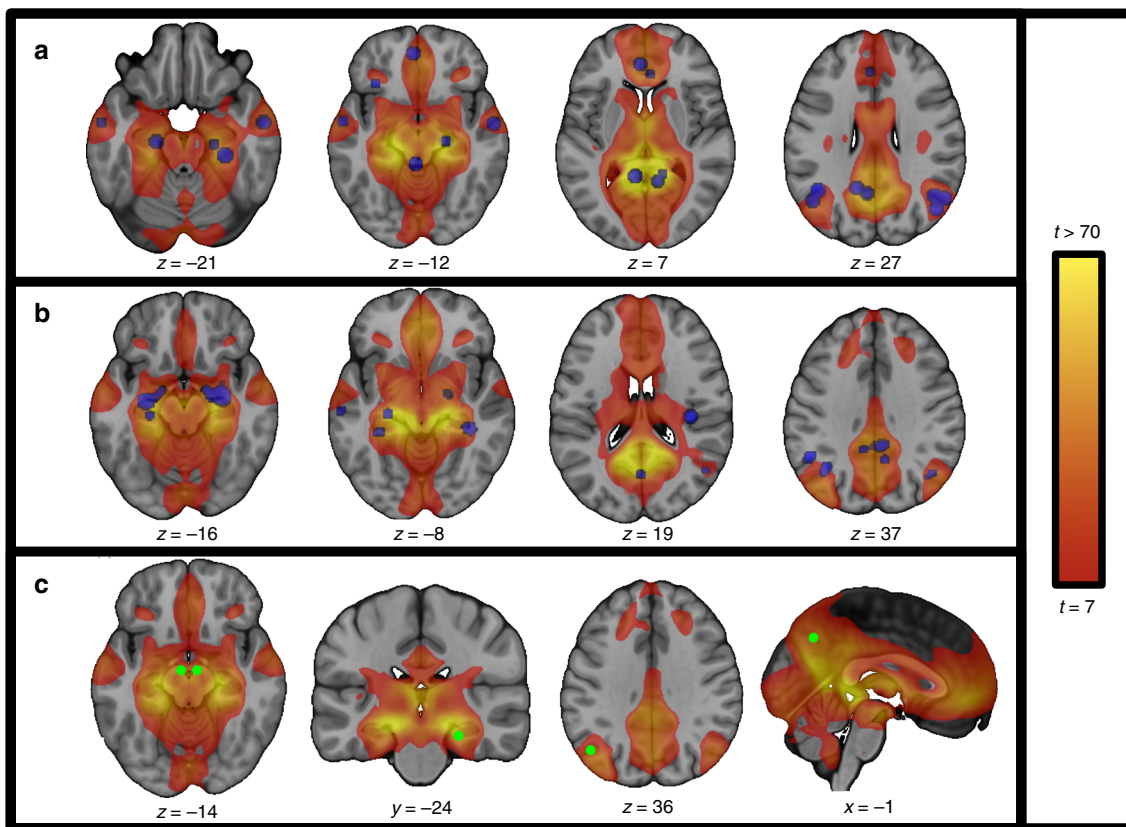 a
z = –21
z = –12
z = 7
z = 27
b
z = –16
z = –8
z = 19
z = 37
c
z = –14
y = –24
z = 36
x = –1
t > 70
t = 7